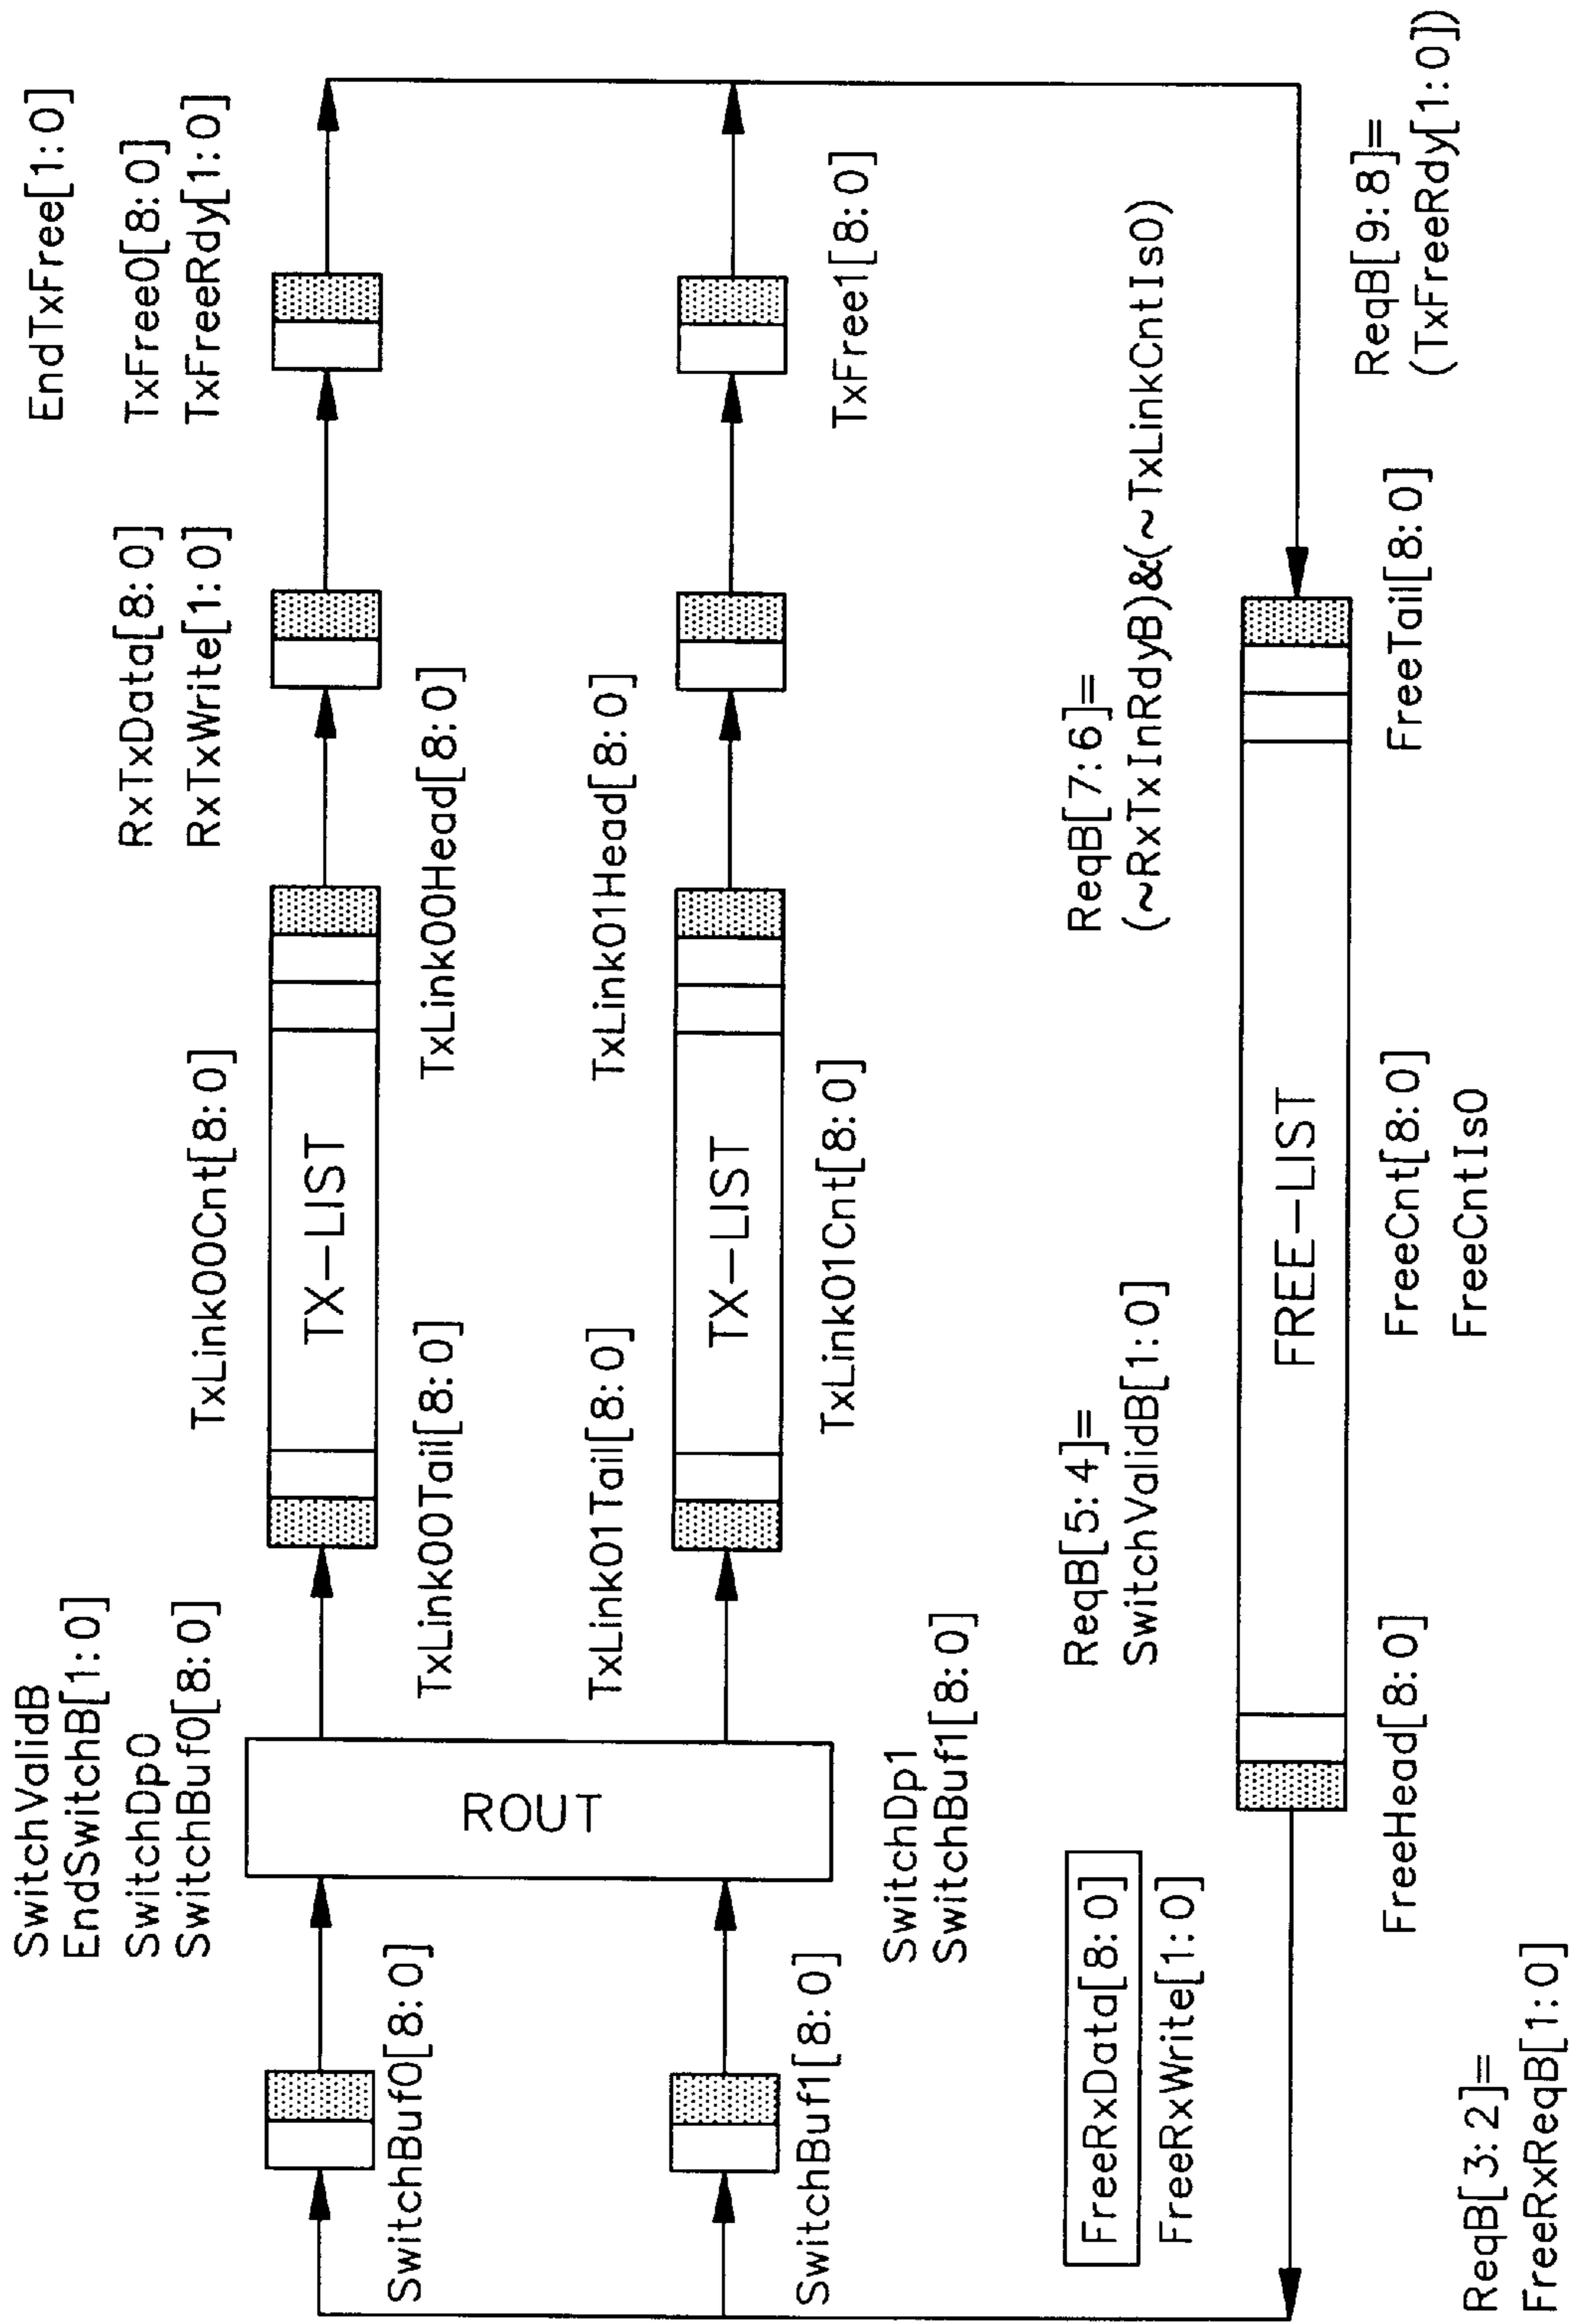 SwitchValidB
EndSwitchB[1:0]
SwitchDp0
SwitchBuf0[8:0]
EndTxFree[1:0]
TxFree0[8:0]
TxFreeRdy[1:0]
RxTxData[8:0]
RxTxWrite[1:0]
TxLink00Cnt[8:0]
TX-LIST
SwitchBuf0[8:0]
TxLink00Tail[8:0]
TxLink00Head[8:0]
ROUT
TxLink01Tail[8:0]
TxLink01Head[8:0]
TX-LIST
SwitchBuf1[8:0]
SwitchDp1
SwitchBuf1[8:0]
TxLink01Cnt[8:0]
TxFree1[8:0]
FreeRxData[8:0]
FreeRxWrite[1:0]
ReqB[5:4]=
SwitchValidB[1:0]
ReqB[7:6]=
(~RxTxInRdyB)&(~TxLinkCntIs0)
FREE-LIST
FreeHead[8:0]
FreeCnt[8:0]
FreeCntIs0
FreeTail[8:0]
ReqB[9:8]=
(TxFreeRdy[1:0])
ReqB[3:2]=
FreeRxReqB[1:0]